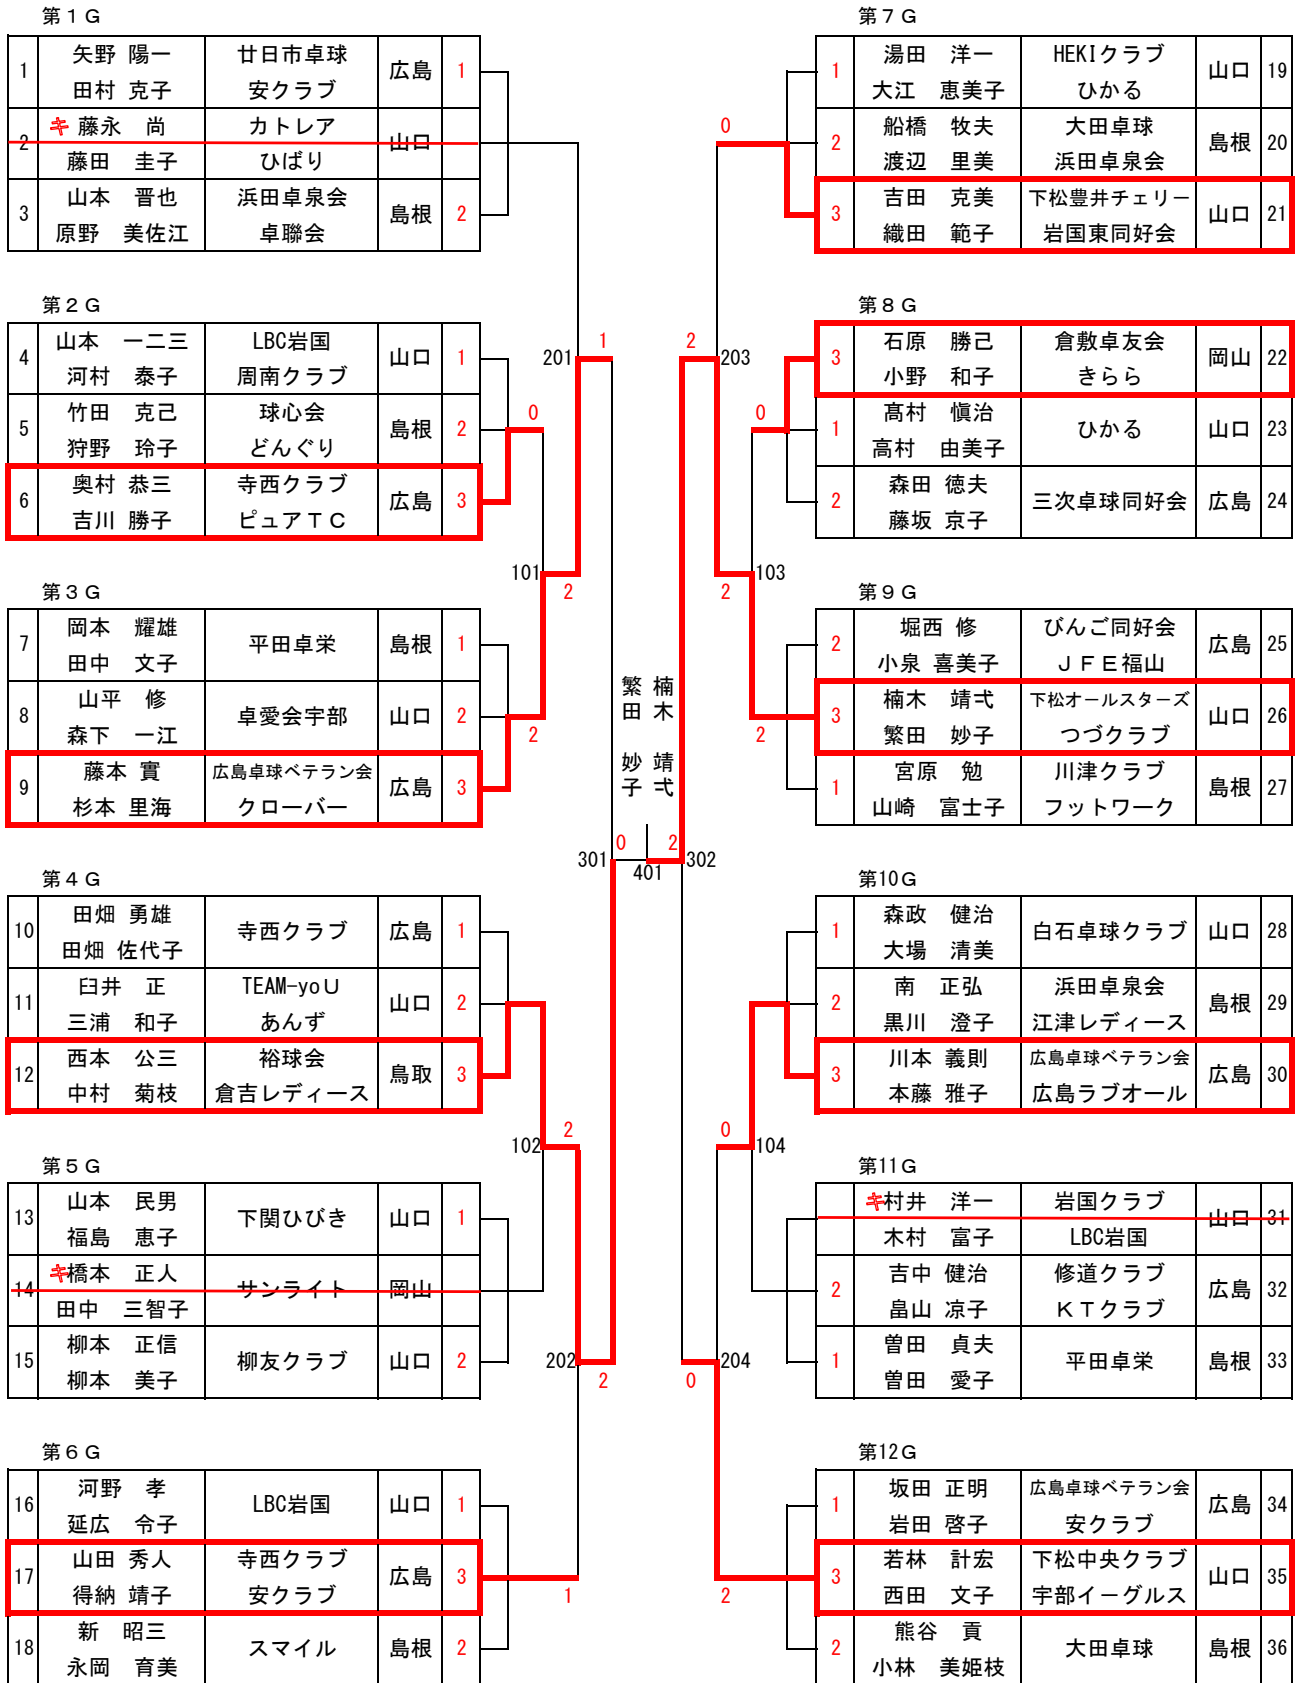 第１Ｇ
1 矢野 陽一 廿日市卓球 広島 1
田村 克子 安クラブ
2 キ 藤永 尚 カトレア 山口
藤田 圭子 ひばり
3 山本 晋也 浜田卓泉会 島根 2
原野 美佐江 卓聯会
第２Ｇ
4 山本 一二三 LBC岩国 山口 1
河村 泰子 周南クラブ
5 竹田 克己 球心会 島根 2
狩野 玲子 どんぐり
6 奥村 恭三 寺西クラブ 広島 3
吉川 勝子 ピュアＴＣ
第３Ｇ
7 岡本 耀雄 平田卓栄 島根 1
田中 文子
8 山平 修 卓愛会宇部 山口 2
森下 一江
9 藤本 實 広島卓球ベテラン会 広島 3
杉本 里海 クローバー
第４Ｇ
10 田畑 勇雄 寺西クラブ 広島 1
田畑 佐代子
11 臼井 正 TEAM-yoＵ 山口 2
三浦 和子 あんず
12 西本 公三 裕球会 鳥取 3
中村 菊枝 倉吉レディース
第５Ｇ
13 山本 民男 下関ひびき 山口 1
福島 恵子
14 キ 橋本 正人 サンライト 岡山
田中 三智子
15 柳本 正信 柳友クラブ 山口 2
柳本 美子
第６Ｇ
16 河野 孝 LBC岩国 山口 1
延広 令子
17 山田 秀人 寺西クラブ 広島 3
得納 靖子 安クラブ
18 新 昭三 スマイル 島根 2
永岡 育美
1
201
0
101
2
2
301
0
2
102
202
2
1
楠木 靖弌
繁田 妙子
401
2
302
0
2
203
0
103
2
2
0
104
204
0
2
第７Ｇ
1 湯田 洋一 HEKIクラブ 山口 19
大江 恵美子 ひかる
2 船橋 牧夫 大田卓球 島根 20
渡辺 里美 浜田卓泉会
3 吉田 克美 下松豊井チェリー 山口 21
織田 範子 岩国東同好会
第８Ｇ
3 石原 勝己 倉敷卓友会 岡山 22
小野 和子 きらら
1 髙村 愼治 ひかる 山口 23
高村 由美子
2 森田 徳夫 三次卓球同好会 広島 24
藤坂 京子
第９Ｇ
2 堀西 修 びんご同好会 広島 25
小泉 喜美子 ＪＦＥ福山
3 楠木 靖弌 下松オールスターズ 山口 26
繁田 妙子 つづクラブ
1 宮原 勉 川津クラブ 島根 27
山崎 富士子 フットワーク
第10Ｇ
1 森政 健治 白石卓球クラブ 山口 28
大場 清美
2 南 正弘 浜田卓泉会 島根 29
黒川 澄子 江津レディース
3 川本 義則 広島卓球ベテラン会 広島 30
本藤 雅子 広島ラブオール
第11Ｇ
キ 村井 洋一 岩国クラブ 山口 31
木村 富子 LBC岩国
2 吉中 健治 修道クラブ 広島 32
畠山 凉子 ＫＴクラブ
1 曽田 貞夫 平田卓栄 島根 33
曽田 愛子
第12Ｇ
1 坂田 正明 広島卓球ベテラン会 広島 34
岩田 啓子 安クラブ
3 若林 計宏 下松中央クラブ 山口 35
西田 文子 宇部イーグルス
2 熊谷 貢 大田卓球 島根 36
小林 美姫枝